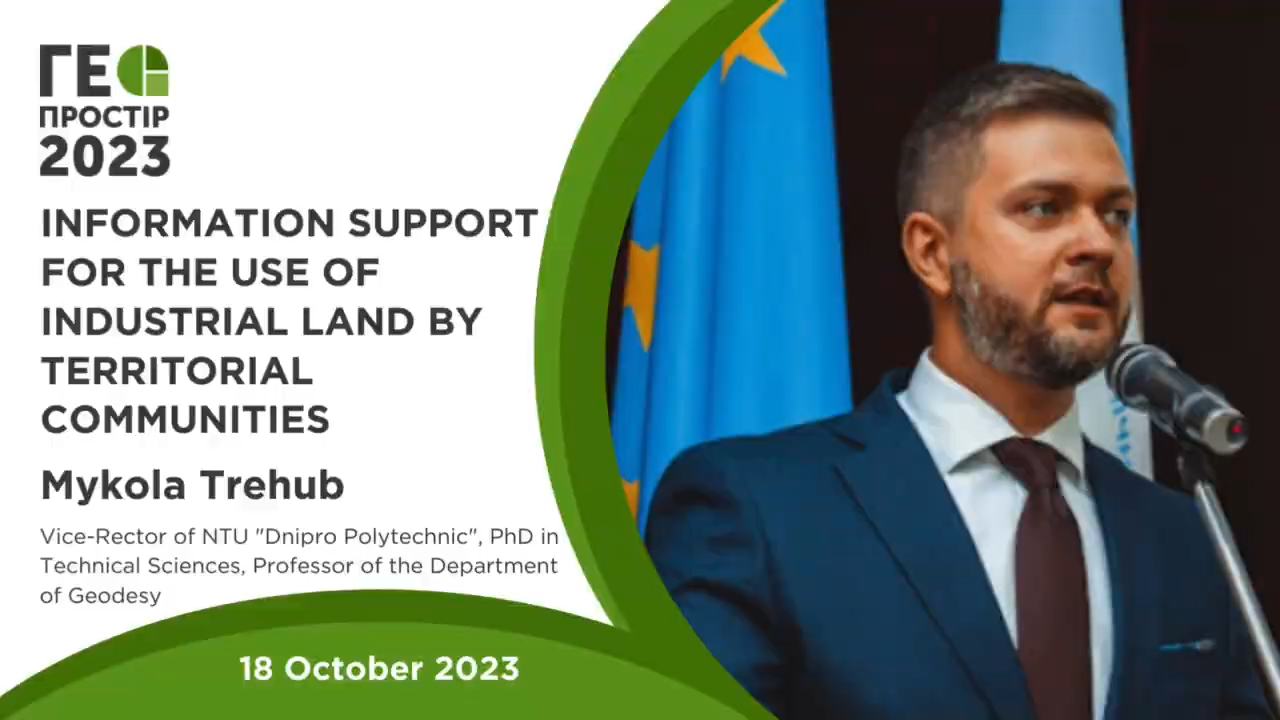 ГЕО
ПРОСТІР
2023
INFORMATION SUPPORT
FOR THE USE OF
INDUSTRIAL LAND BY
TERRITORIAL
COMMUNITIES
Mykola Trehub
Vice-Rector of NTU "Dnipro Polytechnic", PhD in
Technical Sciences, Professor of the Department
of Geodesy
18 October 2023